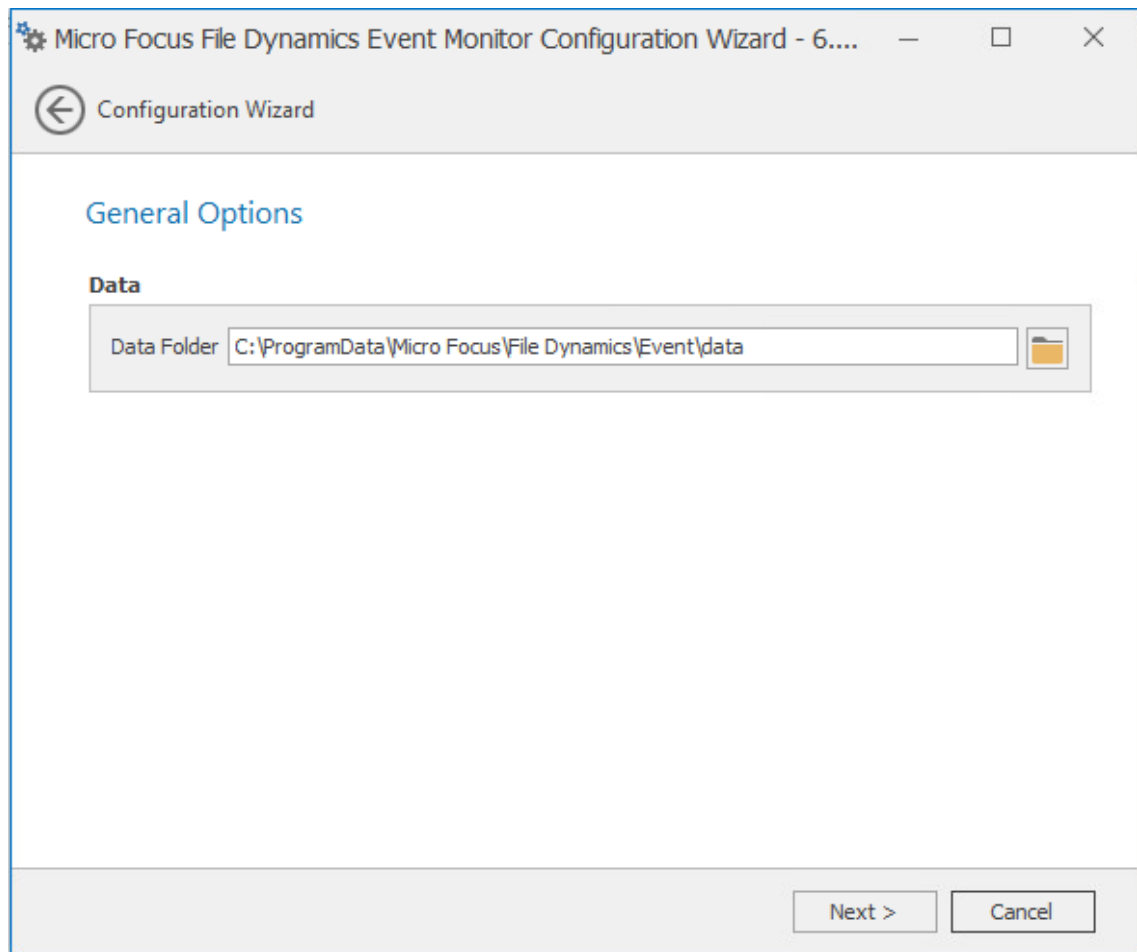 Micro Focus File Dynamics Event Monitor Configuration Wizard - 6....
Configuration Wizard
General Options
Data
Data Folder C:\ProgramData\Micro Focus\File Dynamics\Event\data
Next > Cancel